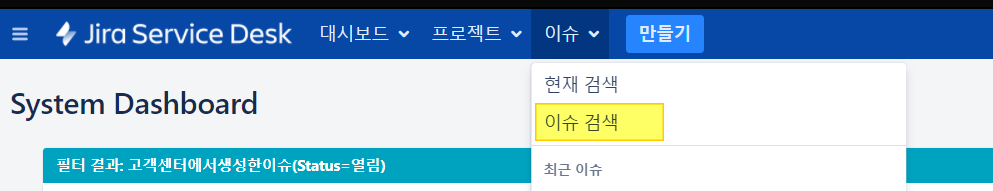 Jira Service Desk 대시보드 프로젝트 이슈 만들기
현재 검색
System Dashboard
이슈 검색
필터 결과: 고객센터에서생성한이슈(Status=열림)
최근 이슈